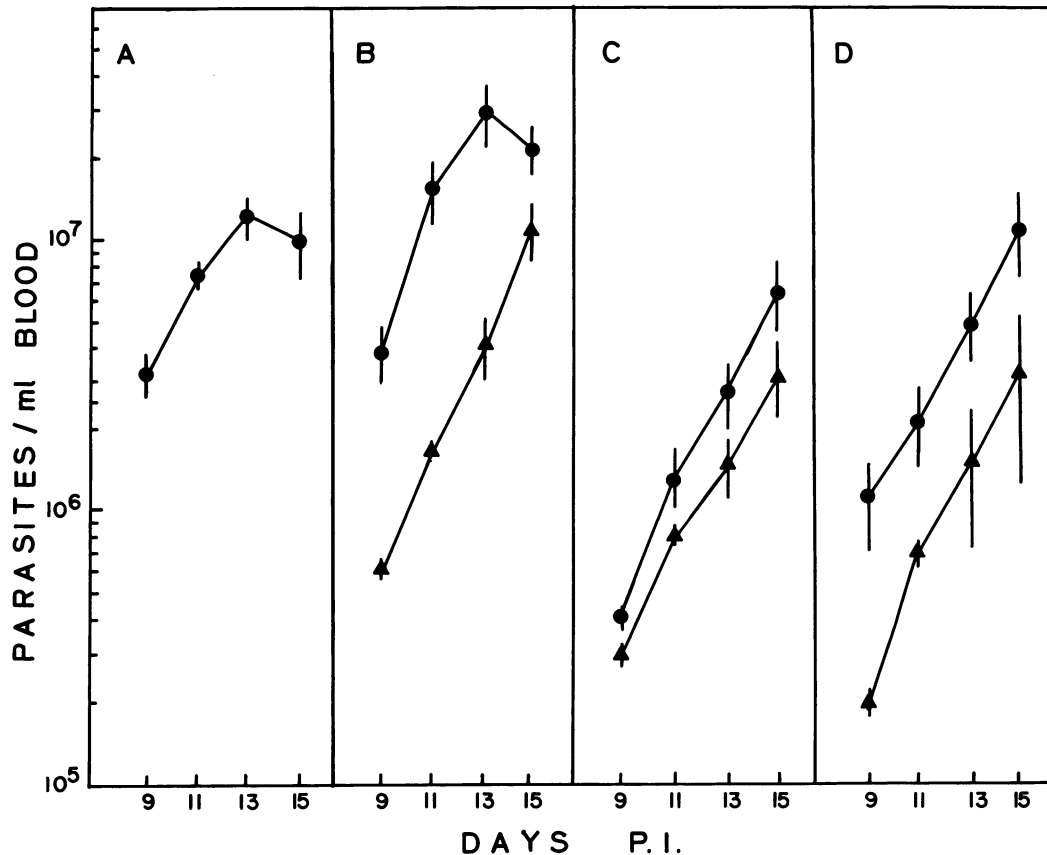 A B C D
PARASITES / ml BLOOD
10⁷
10⁶
10⁵
9 11 13 15 9 11 13 15 9 11 13 15 9 11 13 15
DAYS P.I.